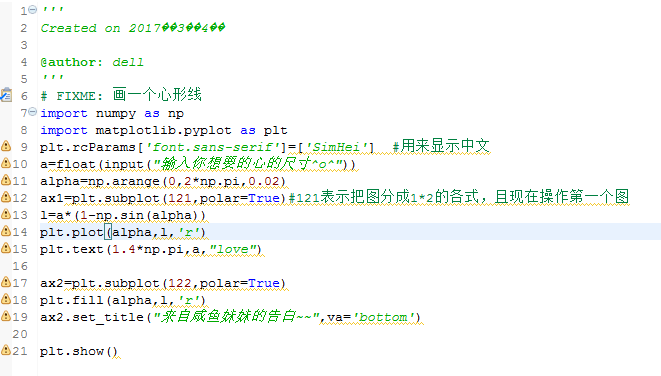 1 '''
2 Created on 2017��3��4��
3
4 @author: dell
5 '''
6 # FIXME: 画一个心形线
7 import numpy as np
8 import matplotlib.pyplot as plt
9 plt.rcParams['font.sans-serif']=['SimHei']  #用来显示中文
10 a=float(input("输入你想要的心的尺寸^o^"))
11 alpha=np.arange(0,2*np.pi,0.02)
12 ax1=plt.subplot(121,polar=True)#121表示把图分成1*2的各式，且现在操作第一个图
13 l=a*(1-np.sin(alpha))
14 plt.plot(alpha,l,'r')
15 plt.text(1.4*np.pi,a,"love")
16
17 ax2=plt.subplot(122,polar=True)
18 plt.fill(alpha,l,'r')
19 ax2.set_title("来自咸鱼妹妹的告白~~",va='bottom')
20
21 plt.show()